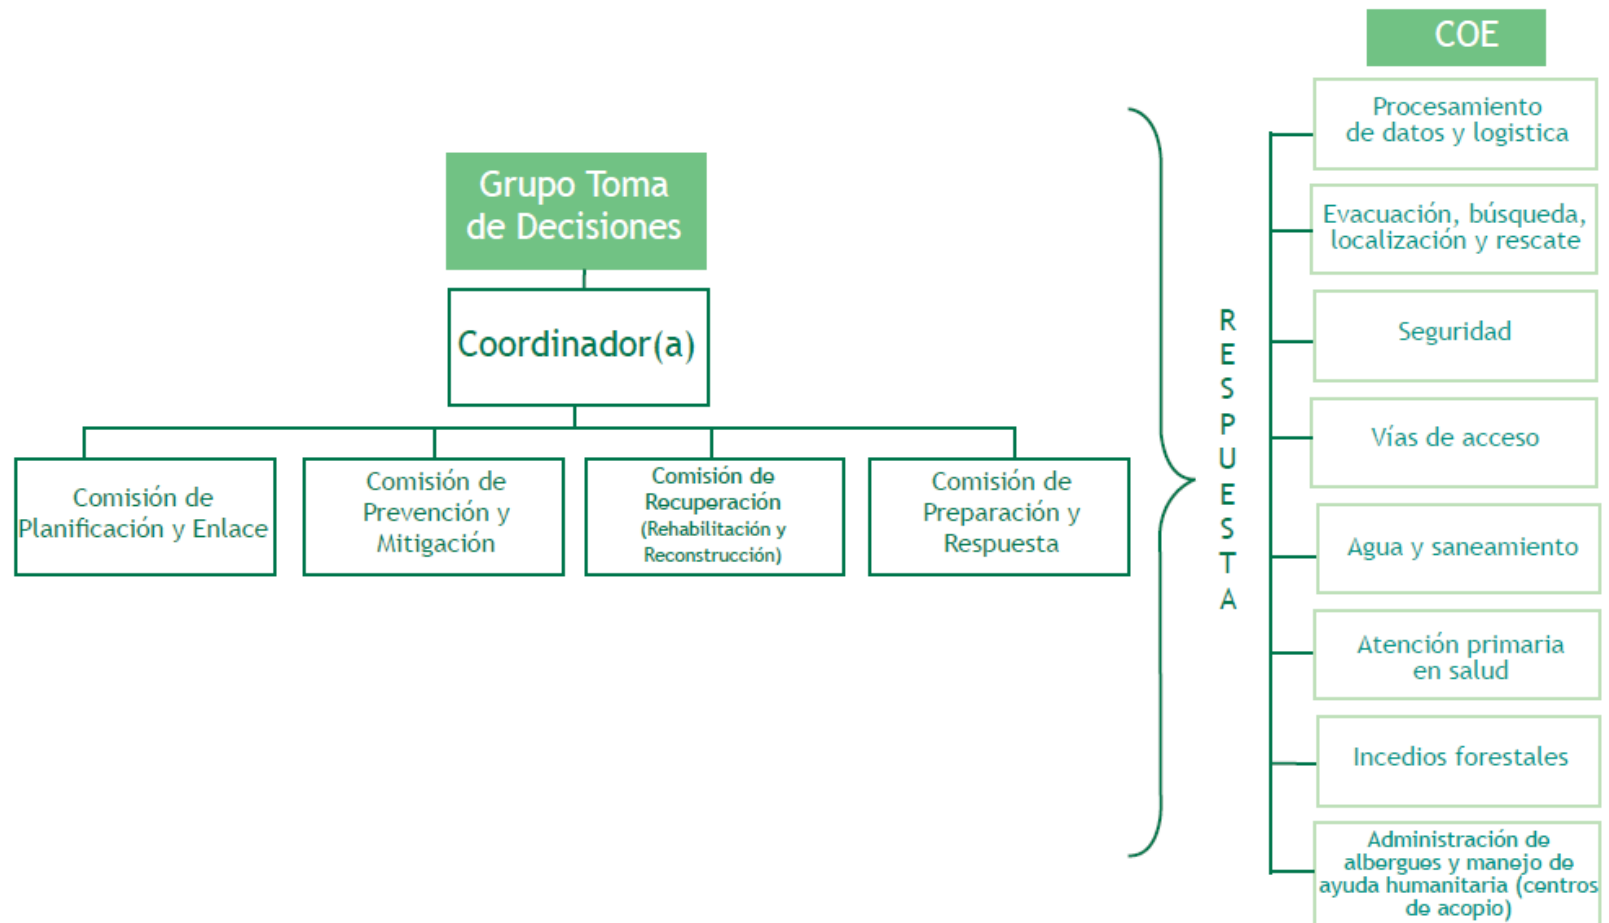 Grupo Toma
de Decisiones
Coordinador(a)
Comisión de
Planificación y Enlace
Comisión de
Prevención y
Mitigación
Comisión de
Recuperación
(Rehabilitación y
Reconstrucción)
Comisión de
Preparación y
Respuesta
R
E
S
P
U
E
S
T
A
COE
Procesamiento
de datos y logistica
Evacuación, búsqueda,
localización y rescate
Seguridad
Vías de acceso
Agua y saneamiento
Atención primaria
en salud
Incedios forestales
Administración de
albergues y manejo de
ayuda humanitaria (centros
de acopio)